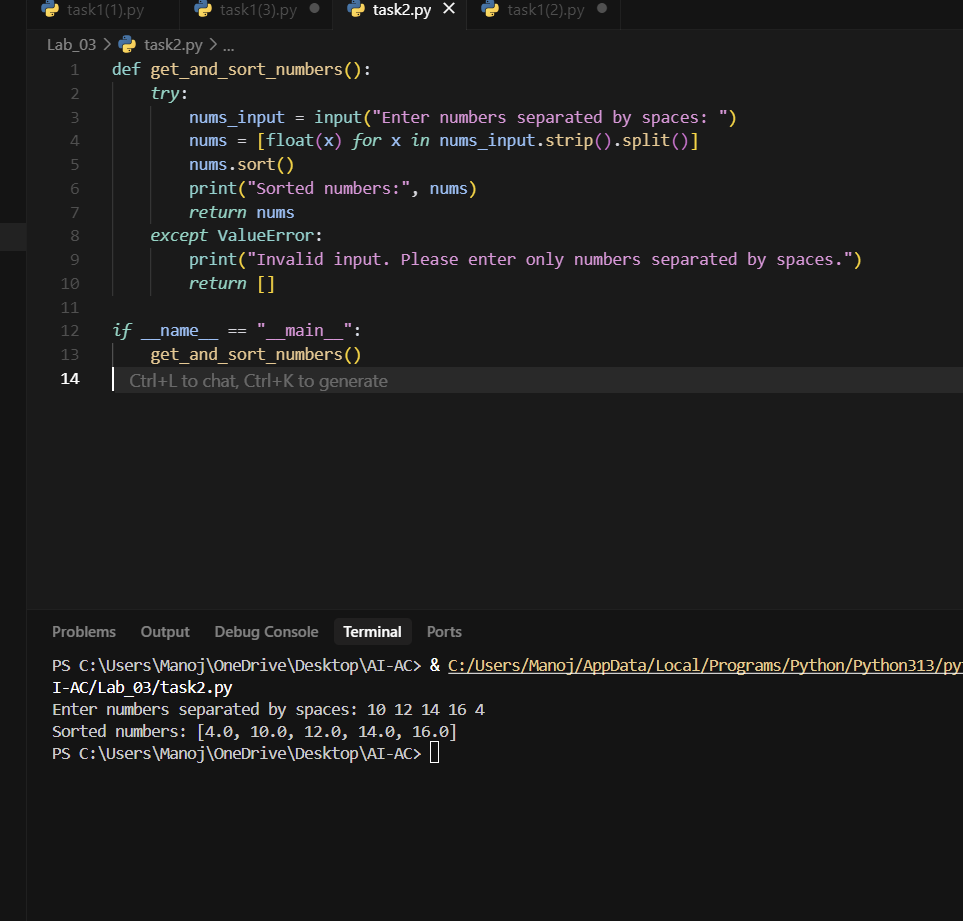 task1(1).py task1(3).py task2.py task1(2).py
Lab_03 > task2.py > ...
1 def get_and_sort_numbers():
2 try:
3 nums_input = input("Enter numbers separated by spaces: ")
4 nums = [float(x) for x in nums_input.strip().split()]
5 nums.sort()
6 print("Sorted numbers:", nums)
7 return nums
8 except ValueError:
9 print("Invalid input. Please enter only numbers separated by spaces.")
10 return []
11
12 if __name__ == "__main__":
13 get_and_sort_numbers()
14 Ctrl+L to chat, Ctrl+K to generate
Problems Output Debug Console Terminal Ports
PS C:\Users\Manoj\OneDrive\Desktop\AI-AC> & C:/Users/Manoj/AppData/Local/Programs/Python/Python313/py
I-AC/Lab_03/task2.py
Enter numbers separated by spaces: 10 12 14 16 4
Sorted numbers: [4.0, 10.0, 12.0, 14.0, 16.0]
PS C:\Users\Manoj\OneDrive\Desktop\AI-AC>